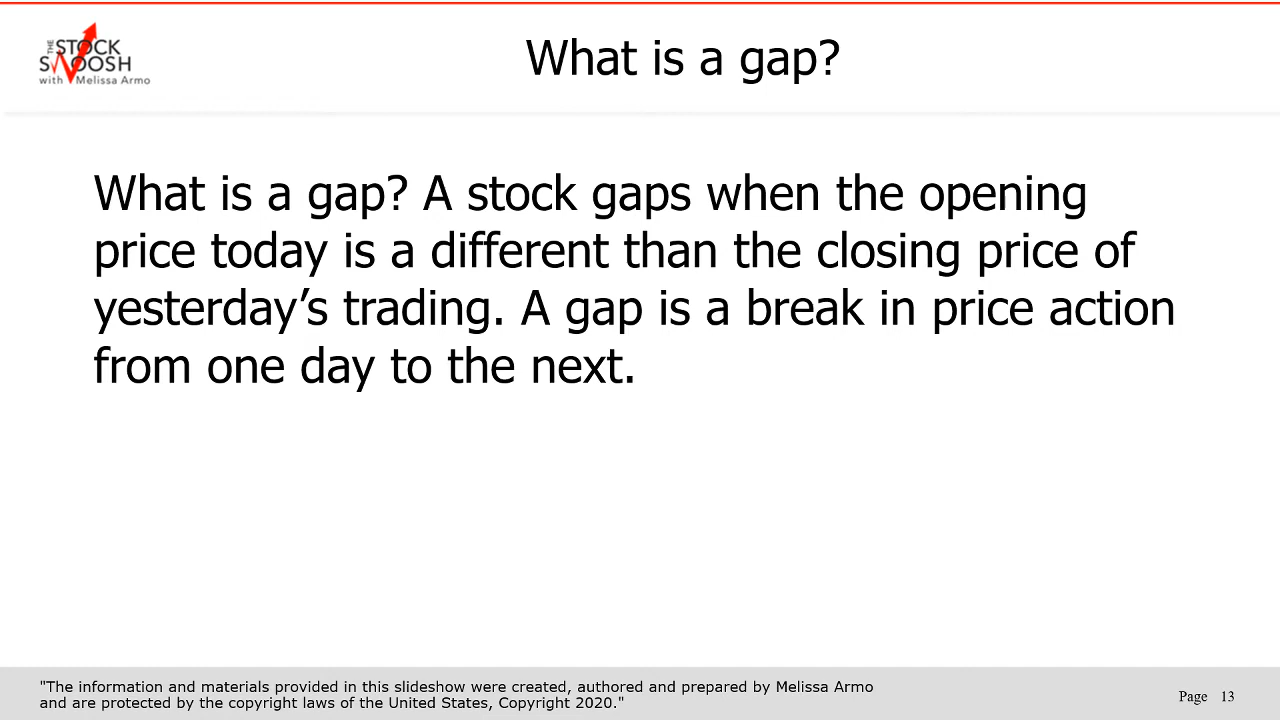 THE
STOCK
SWOOSH
with Melissa Armo
What is a gap?
What is a gap? A stock gaps when the opening
price today is a different than the closing price of
yesterday’s trading. A gap is a break in price action
from one day to the next.
"The information and materials provided in this slideshow were created, authored and prepared by Melissa Armo
and are protected by the copyright laws of the United States, Copyright 2020."
Page 13